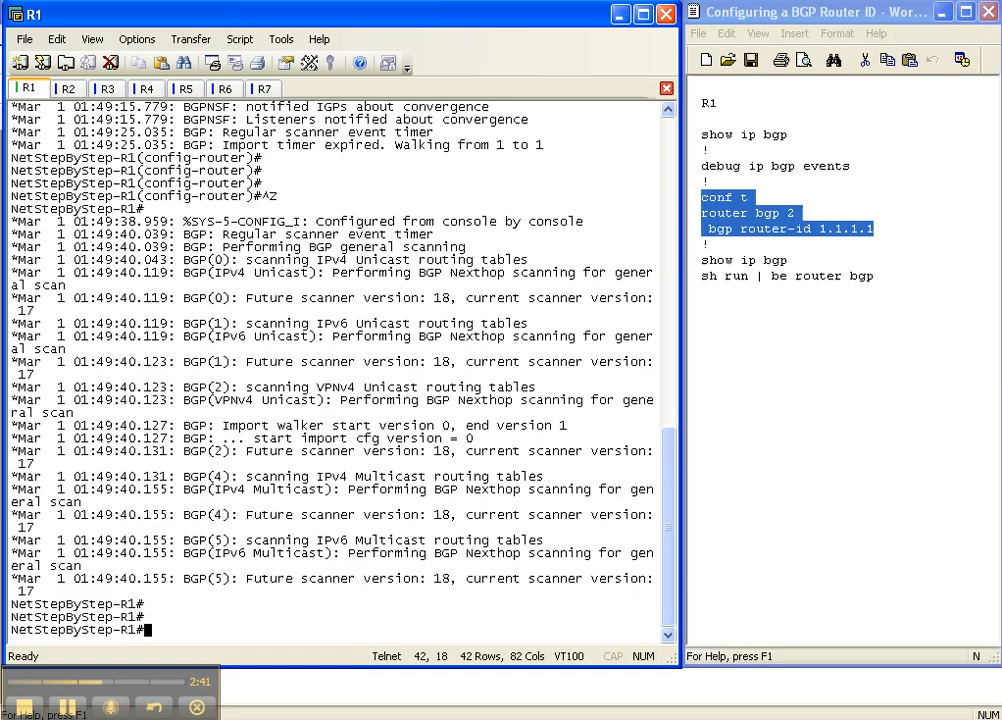 R1
File Edit View Options Transfer Script Tools Help
R1 R2 R3 R4 R5 R6 R7
*Mar  1 01:49:15.779: BGPNSF: notified IGPs about convergence
*Mar  1 01:49:15.779: BGPNSF: Listeners notified about convergence
*Mar  1 01:49:25.035: BGP: Regular scanner event timer
*Mar  1 01:49:25.035: BGP: Import timer expired. Walking from 1 to 1
NetStepByStep-R1(config-router)#
NetStepByStep-R1(config-router)#
NetStepByStep-R1(config-router)#
NetStepByStep-R1(config-router)#^Z
NetStepByStep-R1#
*Mar  1 01:49:38.959: %SYS-5-CONFIG_I: Configured from console by console
*Mar  1 01:49:40.039: BGP: Regular scanner event timer
*Mar  1 01:49:40.039: BGP: Performing BGP general scanning
*Mar  1 01:49:40.043: BGP(0): scanning IPv4 Unicast routing tables
*Mar  1 01:49:40.119: BGP(IPv4 Unicast): Performing BGP Nexthop scanning for gener
al scan
*Mar  1 01:49:40.119: BGP(0): Future scanner version: 18, current scanner version:
17
*Mar  1 01:49:40.119: BGP(1): scanning IPv6 Unicast routing tables
*Mar  1 01:49:40.119: BGP(IPv6 Unicast): Performing BGP Nexthop scanning for gener
al scan
*Mar  1 01:49:40.123: BGP(1): Future scanner version: 18, current scanner version:
17
*Mar  1 01:49:40.123: BGP(2): scanning VPNv4 Unicast routing tables
*Mar  1 01:49:40.123: BGP(VPNv4 Unicast): Performing BGP Nexthop scanning for gene
ral scan
*Mar  1 01:49:40.127: BGP: Import walker start version 0, end version 1
*Mar  1 01:49:40.127: BGP: ... start import cfg version = 0
*Mar  1 01:49:40.127: BGP(2): Future scanner version: 18, current scanner version:
17
*Mar  1 01:49:40.131: BGP(4): scanning IPv4 Multicast routing tables
*Mar  1 01:49:40.155: BGP(IPv4 Multicast): Performing BGP Nexthop scanning for gen
eral scan
*Mar  1 01:49:40.155: BGP(4): Future scanner version: 18, current scanner version:
17
*Mar  1 01:49:40.155: BGP(5): scanning IPv6 Multicast routing tables
*Mar  1 01:49:40.155: BGP(IPv6 Multicast): Performing BGP Nexthop scanning for gen
eral scan
*Mar  1 01:49:40.155: BGP(5): Future scanner version: 18, current scanner version:
17
NetStepByStep-R1#
NetStepByStep-R1#
NetStepByStep-R1#
Ready Telnet 42, 18 42 Rows, 82 Cols VT100 CAP NUM
2:41
For Help, press F1
Configuring a BGP Router ID - Wor...
File Edit View Insert Format Help
R1
show ip bgp
!
debug ip bgp events
!
conf t
router bgp 2
bgp router-id 1.1.1.1
!
show ip bgp
sh run | be router bgp
For Help, press F1 N
NUM